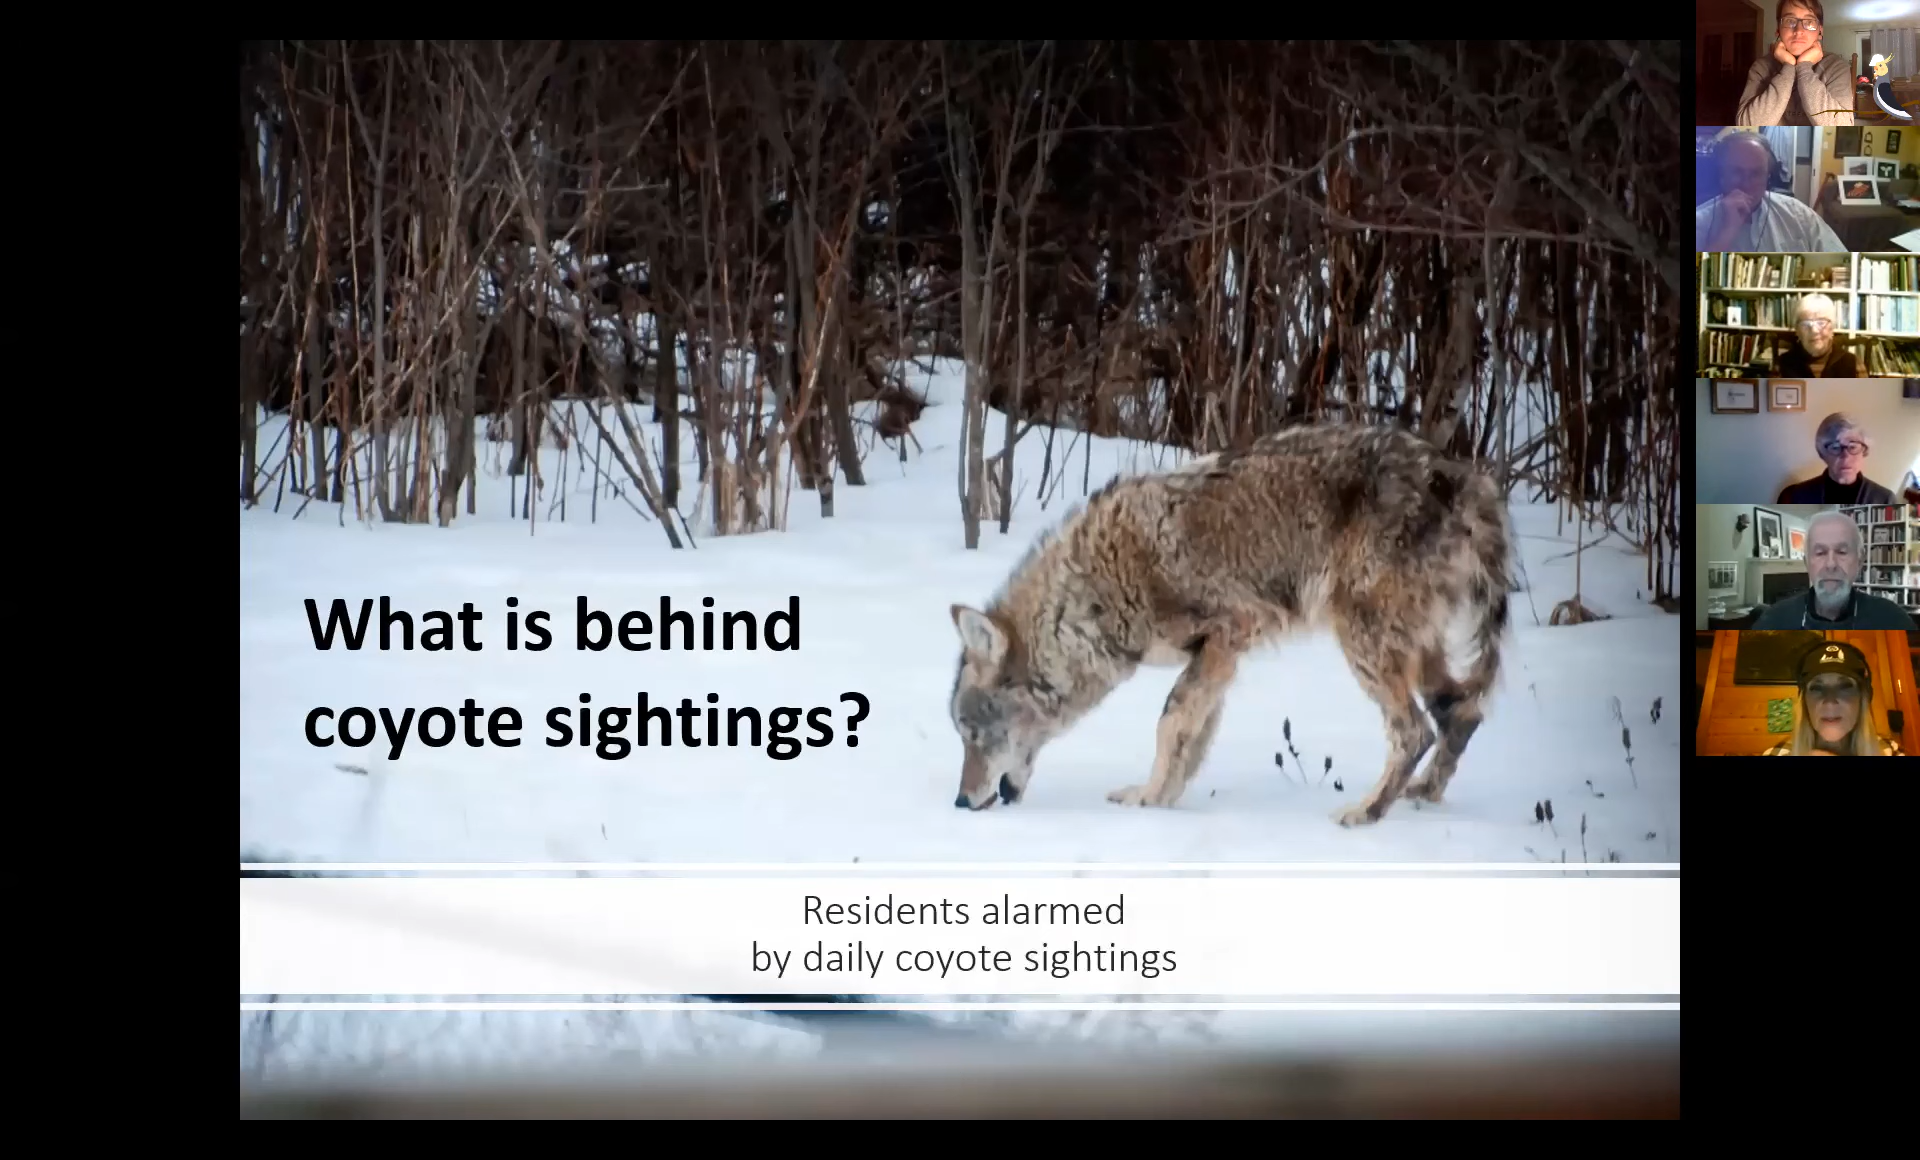 What is behind
coyote sightings?
Residents alarmed
by daily coyote sightings